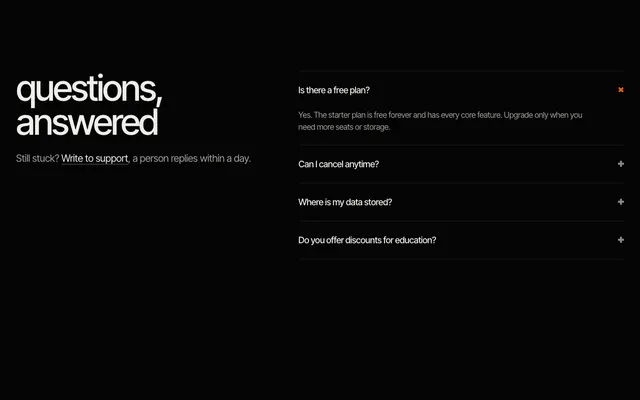 questions,
answered
Still stuck? Write to support, a person replies within a day.
Is there a free plan?
Yes. The starter plan is free forever and has every core feature. Upgrade only when you
need more seats or storage.
Can I cancel anytime?
Where is my data stored?
Do you offer discounts for education?